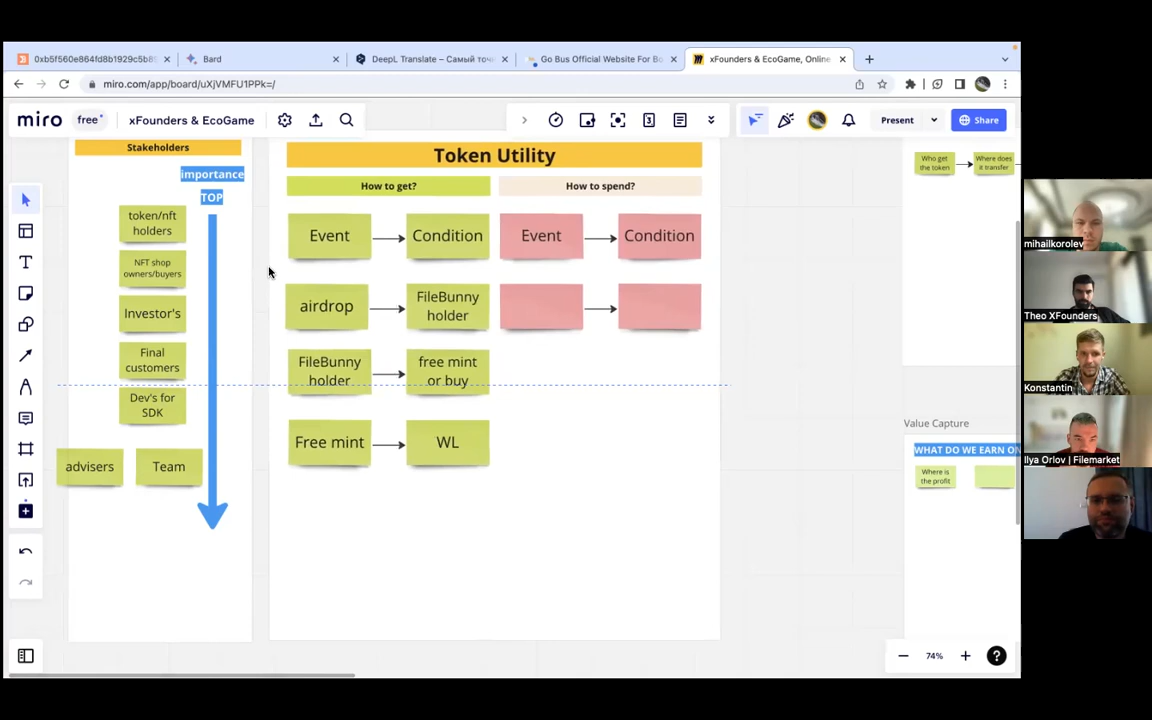 0xb5f560e864fd8b1929c5b8
Bard
DeepL Translate – Самый точ
Go Bus Official Website For Bo
xFounders & EcoGame, Online
miro.com/app/board/uXjVMFU1PPk=/
miro
free
xFounders & EcoGame
3
Present
Share
Stakeholders
importance
TOP
token/nft
holders
NFT shop
owners/buyers
Investor's
Final
customers
Dev's for
SDK
advisers
Team
Token Utility
How to get?
How to spend?
Event
Condition
Event
Condition
airdrop
FileBunny
holder
FileBunny
holder
free mint
or buy
Free mint
WL
Who get
the token
Where does
it transfer
Value Capture
WHAT DO WE EARN ON
Where is
the profit
74%
?
mihailkorolev
Theo XFounders
Konstantin
Ilya Orlov | Filemarket